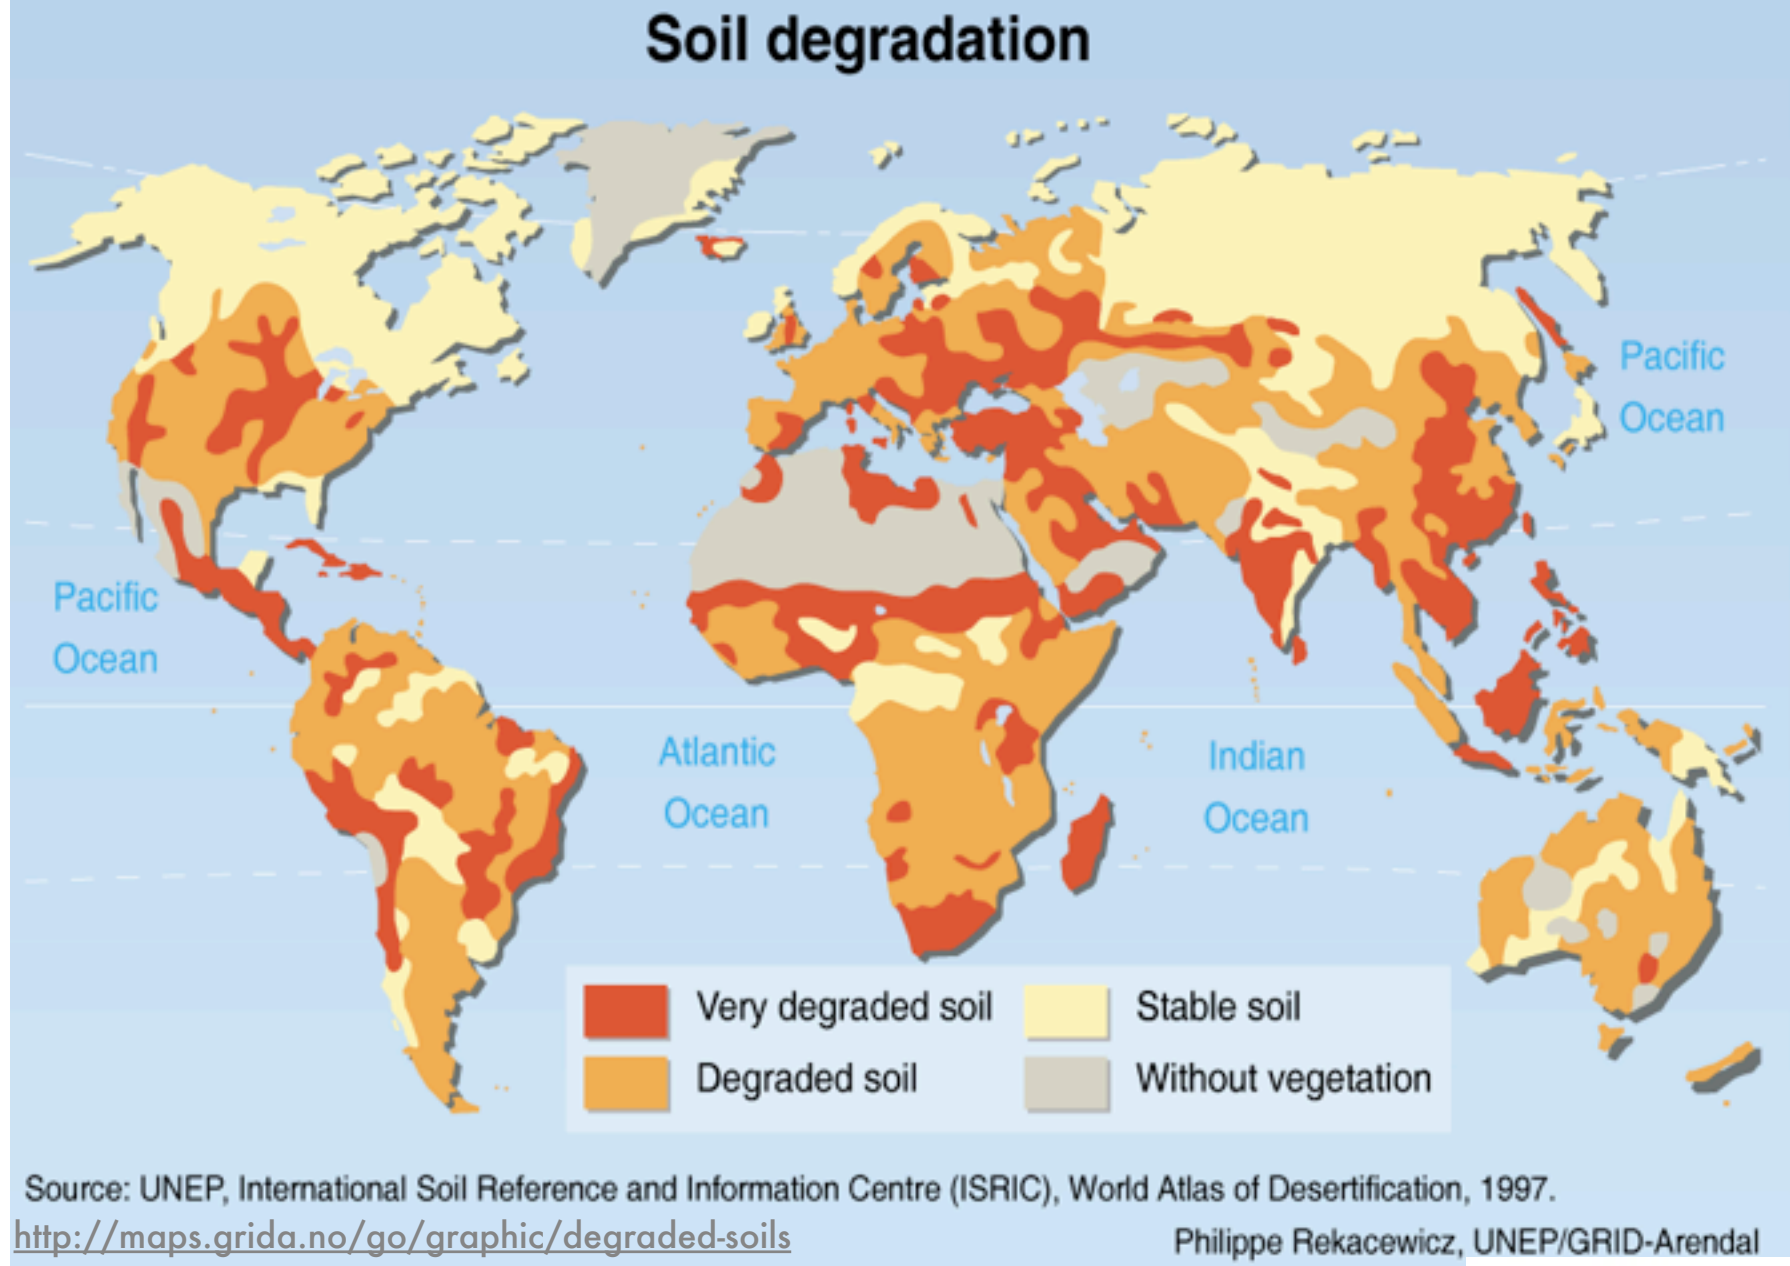 Soil degradation
Pacific
Ocean
Pacific
Ocean
Atlantic
Ocean
Indian
Ocean
Very degraded soil
Stable soil
Degraded soil
Without vegetation
Source: UNEP, International Soil Reference and Information Centre (ISRIC), World Atlas of Desertification, 1997.
http://maps.grida.no/go/graphic/degraded-soils
Philippe Rekacewicz, UNEP/GRID-Arendal